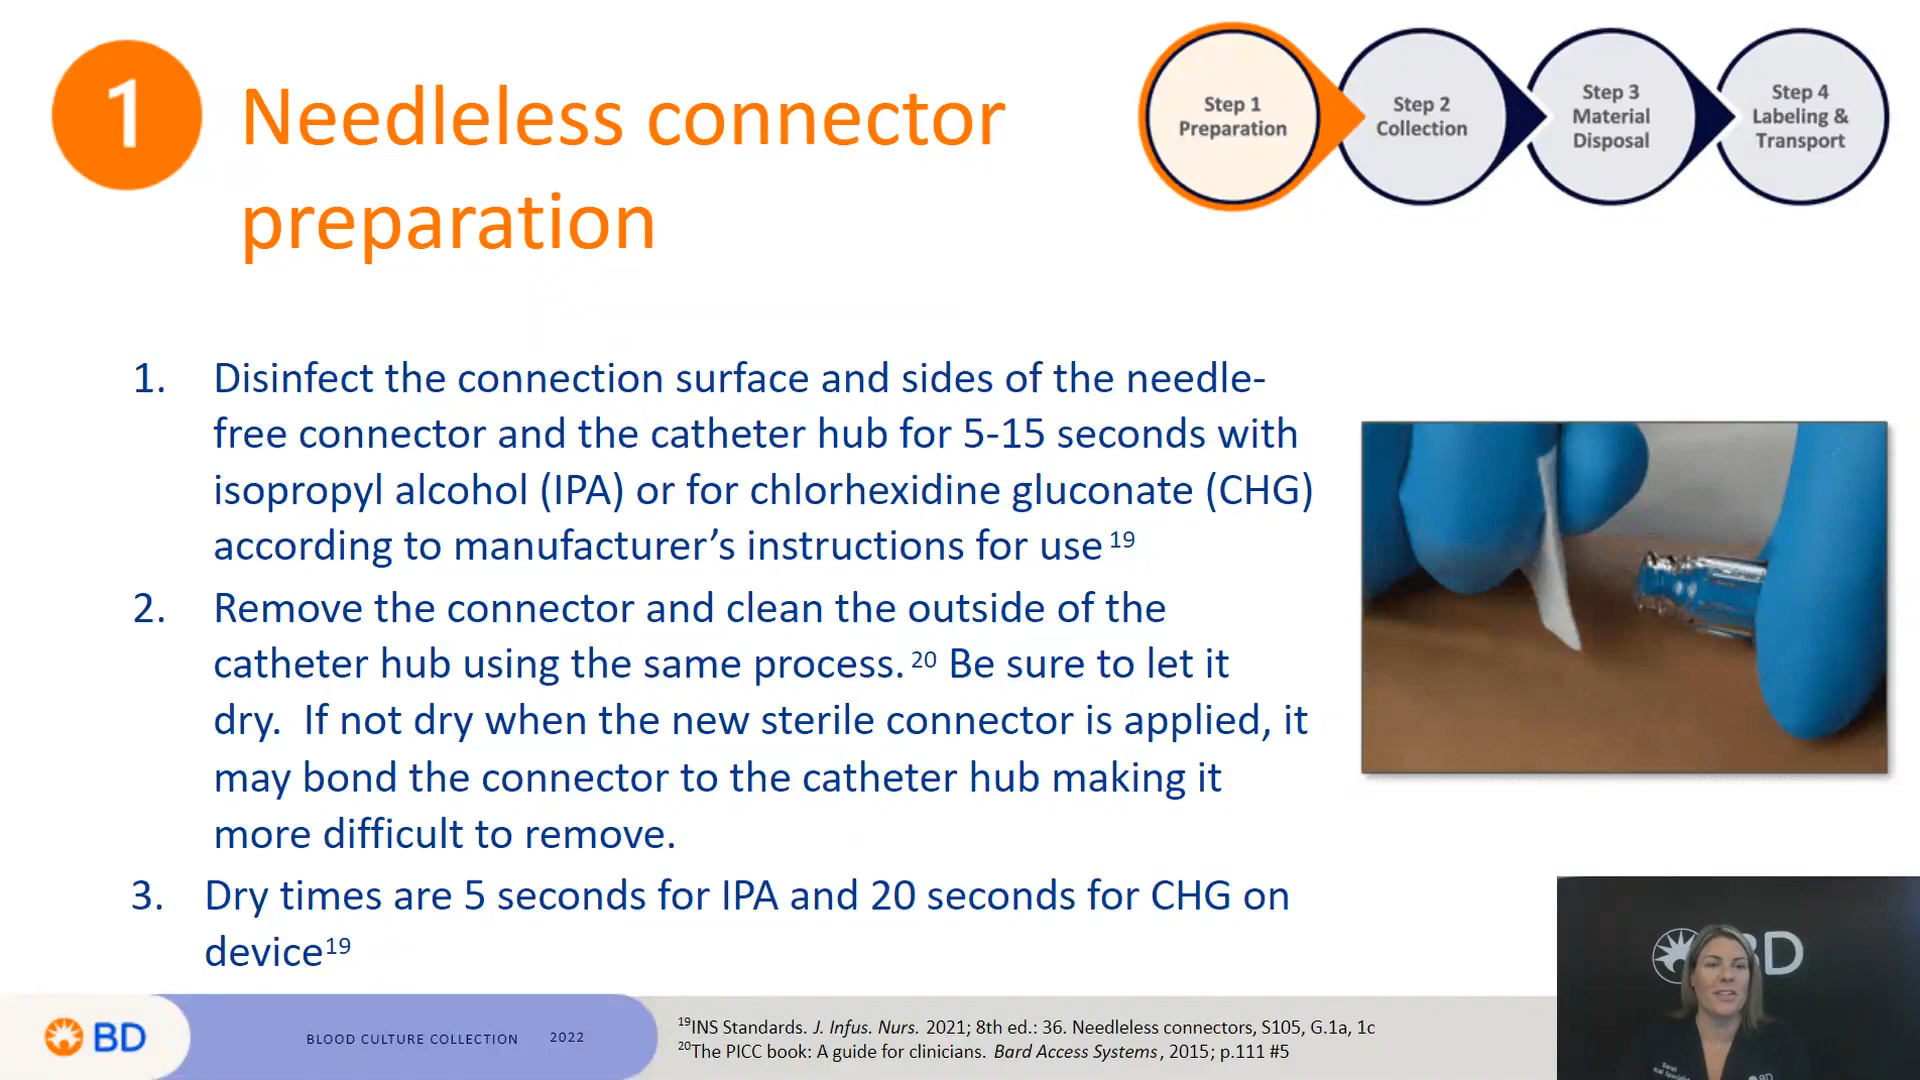 1
Needleless connector
preparation
Step 1
Preparation
Step 2
Collection
Step 3
Material
Disposal
Step 4
Labeling &
Transport
1. Disinfect the connection surface and sides of the needle-
free connector and the catheter hub for 5-15 seconds with
isopropyl alcohol (IPA) or for chlorhexidine gluconate (CHG)
according to manufacturer’s instructions for use 19
2. Remove the connector and clean the outside of the
catheter hub using the same process. 20 Be sure to let it
dry. If not dry when the new sterile connector is applied, it
may bond the connector to the catheter hub making it
more difficult to remove.
3. Dry times are 5 seconds for IPA and 20 seconds for CHG on
device19
BD
BD
BLOOD CULTURE COLLECTION 2022
19INS Standards. J. Infus. Nurs. 2021; 8th ed.: 36. Needleless connectors, S105, G.1a, 1c
20The PICC book: A guide for clinicians. Bard Access Systems, 2015; p.111 #5
Sarah
BD